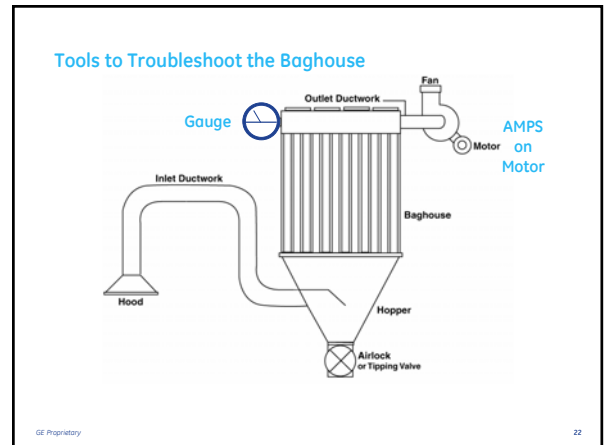 Tools to Troubleshoot the Baghouse
Fan
Outlet Ductwork
Gauge
AMPS
on
Motor
Motor
Inlet Ductwork
Baghouse
Hood
Hopper
Airlock
or Tipping Valve
GE Proprietary
22